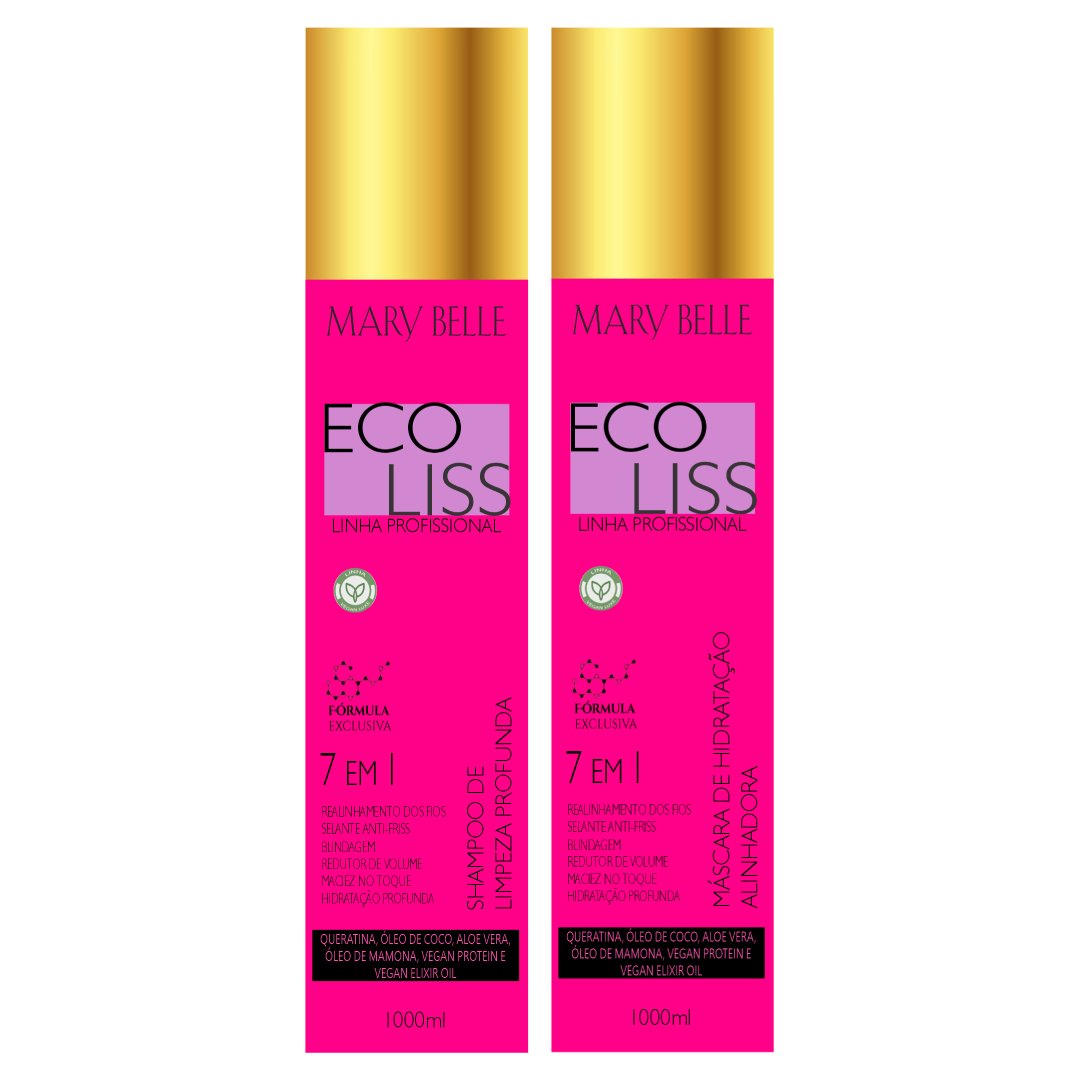 MARY BELLE
ECO
LISS
LINHA PROFISSIONAL
LINHA
FÓRMULA
EXCLUSIVA
7 EM 1
REALINHAMENTO DOS FIOS
SELANTE ANTI-FRISS
BLINDAGEM
REDUTOR DE VOLUME
MACIEZ NO TOQUE
HIDRATAÇÃO PROFUNDA
SHAMPOO DE
LIMPEZA PROFUNDA
QUERATINA, ÓLEO DE COCO, ALOE VERA,
ÓLEO DE MAMONA, VEGAN PROTEIN E
VEGAN ELIXIR OIL
1000ml
MARY BELLE
ECO
LISS
LINHA PROFISSIONAL
LINHA
FÓRMULA
EXCLUSIVA
7 EM 1
REALINHAMENTO DOS FIOS
SELANTE ANTI-FRISS
BLINDAGEM
REDUTOR DE VOLUME
MACIEZ NO TOQUE
HIDRATAÇÃO PROFUNDA
MÁSCARA DE HIDRATAÇÃO
ALINHADORA
QUERATINA, ÓLEO DE COCO, ALOE VERA,
ÓLEO DE MAMONA, VEGAN PROTEIN E
VEGAN ELIXIR OIL
1000ml